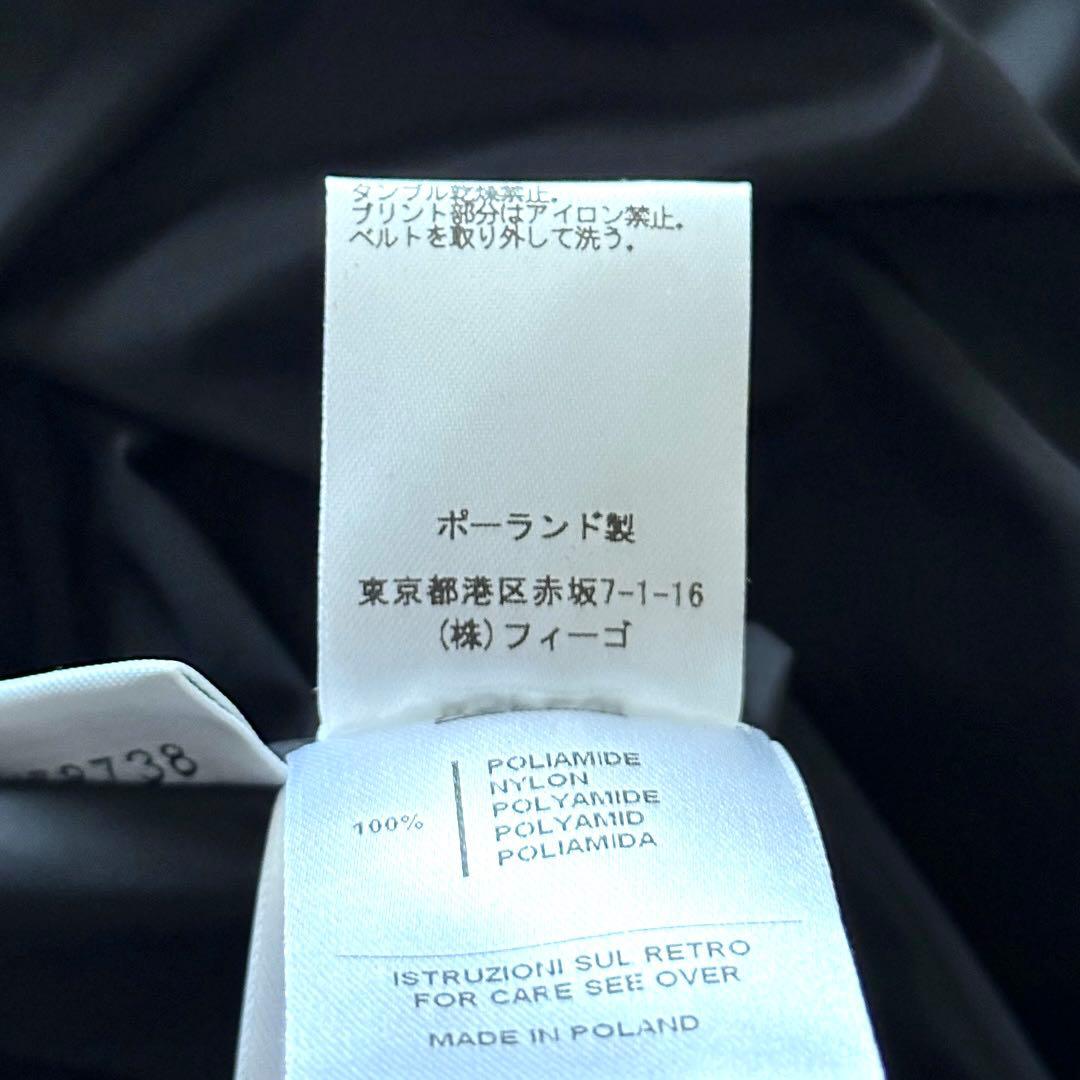 タンブル乾燥禁止.
プリント部分はアイロン禁止.
ベルトを取り外して洗う.
ポーランド製
東京都港区赤坂7-1-16
(株)フィーゴ
738
100%
POLIAMIDE
NYLON
POLYAMIDE
POLYAMID
POLIAMIDA
ISTRUZIONI SUL RETRO
FOR CARE SEE OVER
MADE IN POLAND